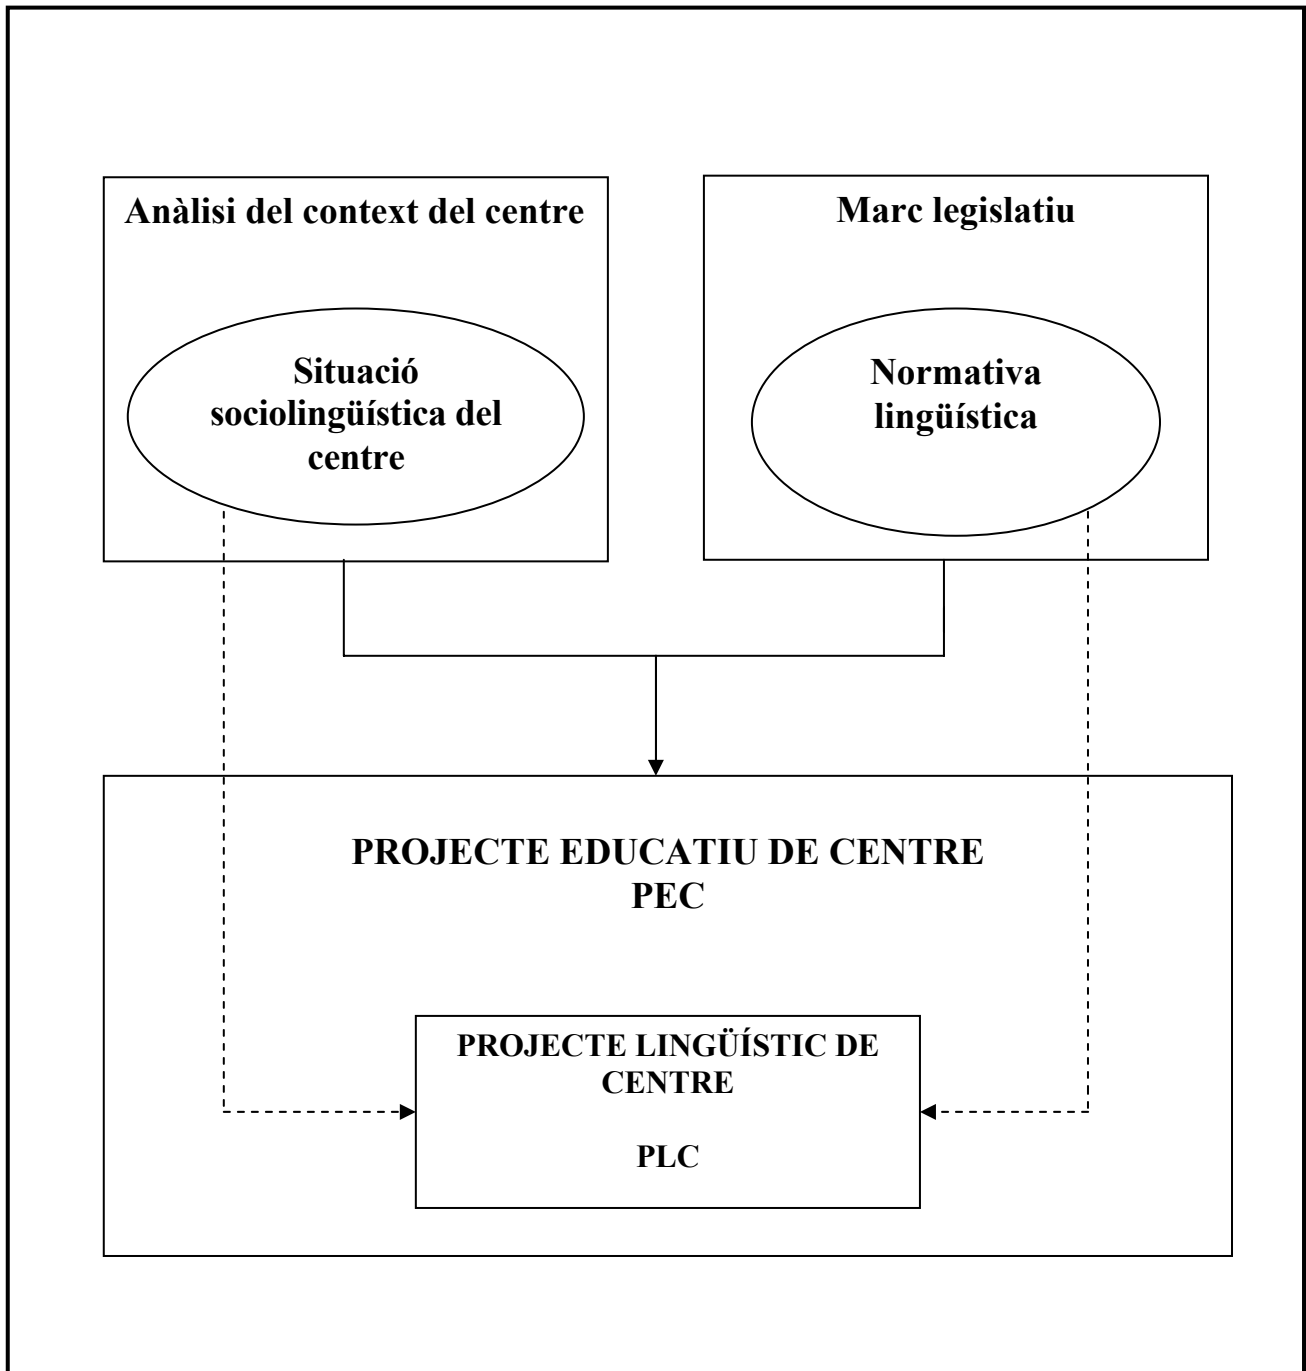 Anàlisi del context del centre
Situació
sociolingüística del
centre
Marc legislatiu
Normativa
lingüística
PROJECTE EDUCATIU DE CENTRE
PEC
PROJECTE LINGÜÍSTIC DE
CENTRE
PLC